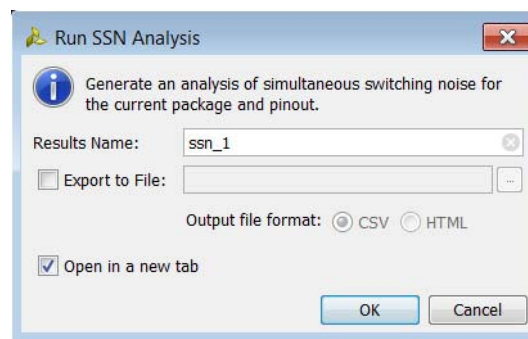 Run SSN Analysis
Generate an analysis of simultaneous switching noise for
the current package and pinout.
Results Name: ssn_1
Export to File: ...
Output file format: CSV HTML
Open in a new tab
OK Cancel